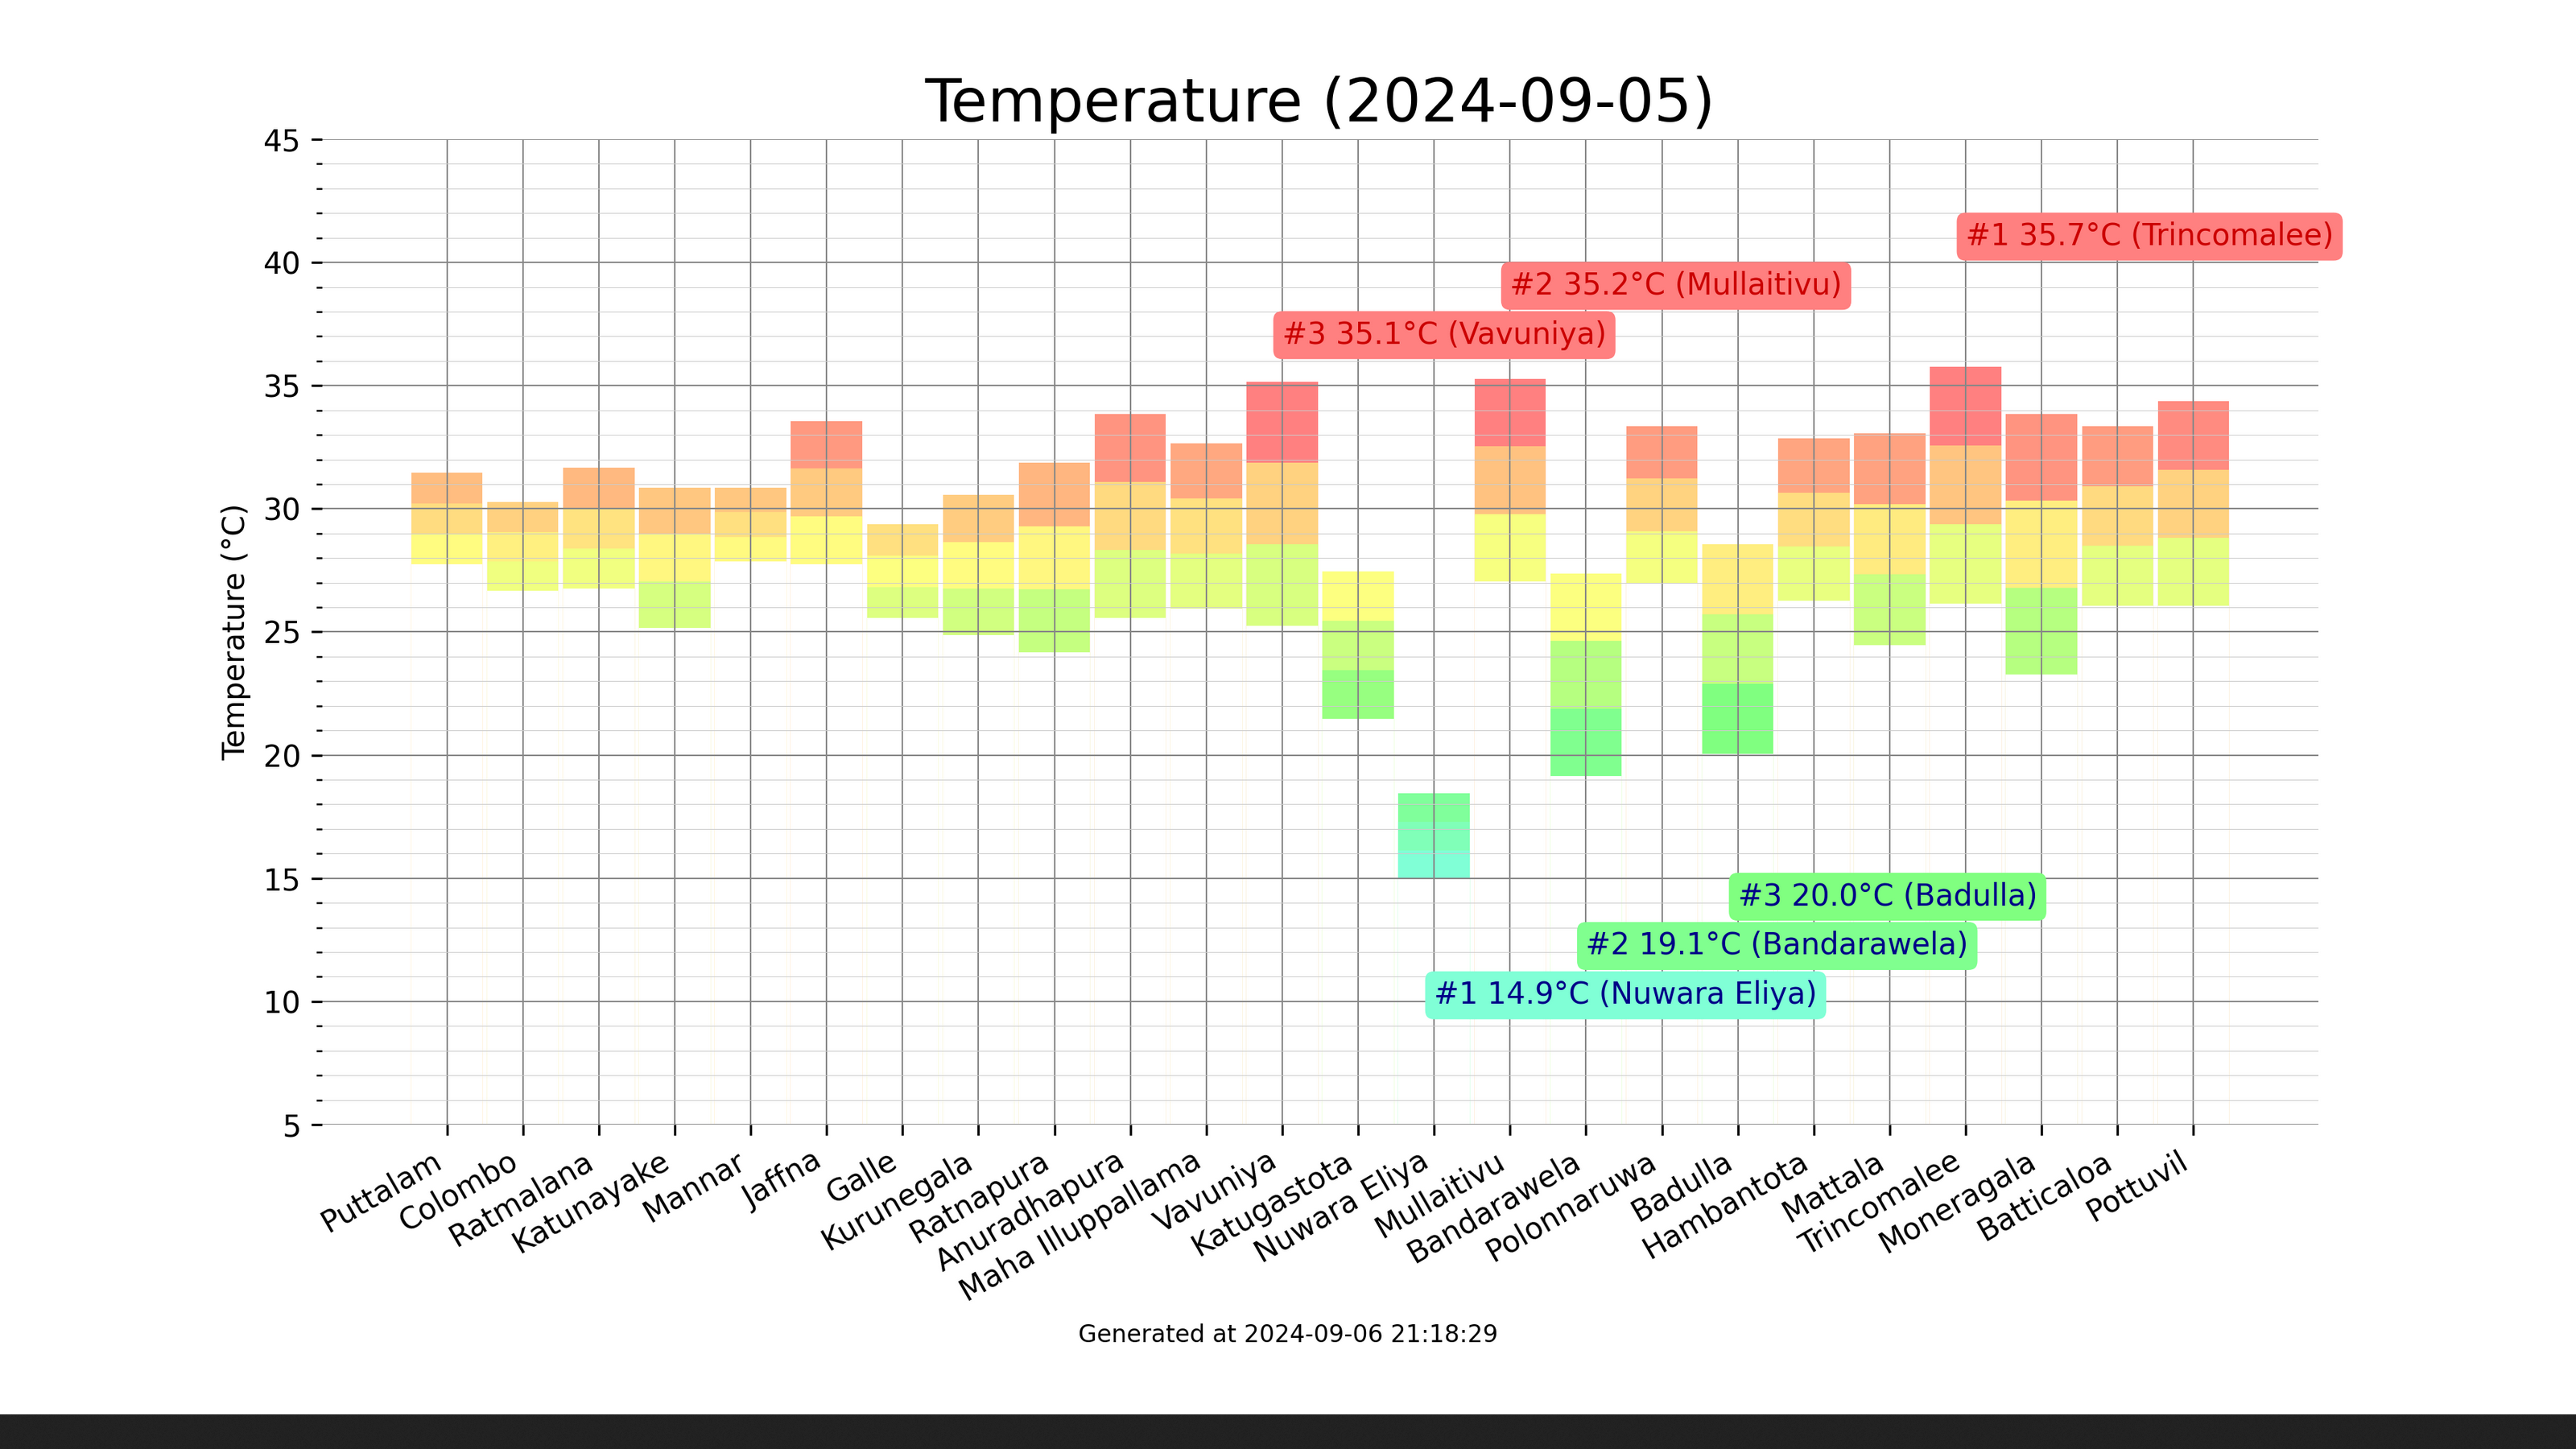 Temperature (2024-09-05)
45
40
35
30
25
20
15
10
5
Temperature (°C)
#1 35.7°C (Trincomalee)
#2 35.2°C (Mullaitivu)
#3 35.1°C (Vavuniya)
#3 20.0°C (Badulla)
#2 19.1°C (Bandarawela)
#1 14.9°C (Nuwara Eliya)
Puttalam
Colombo
Ratmalana
Katunayake
Mannar
Jaffna
Galle
Kurunegala
Ratnapura
Anuradhapura
Maha Illuppallama
Vavuniya
Katugastota
Nuwara Eliya
Mullaitivu
Bandarawela
Polonnaruwa
Badulla
Hambantota
Mattala
Trincomalee
Moneragala
Batticaloa
Pottuvil
Generated at 2024-09-06 21:18:29